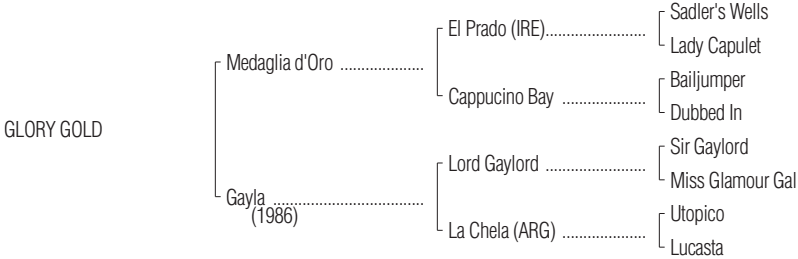 Sadler's Wells
El Prado (IRE)......................
Lady Capulet
Medaglia d'Oro ..................
Bailjumper
Cappucino Bay ..................
Dubbed In
GLORY GOLD
Sir Gaylord
Lord Gaylord ......................
Miss Glamour Gal
Gayla ................................
(1986)
Utopico
La Chela (ARG) ..................
Lucasta